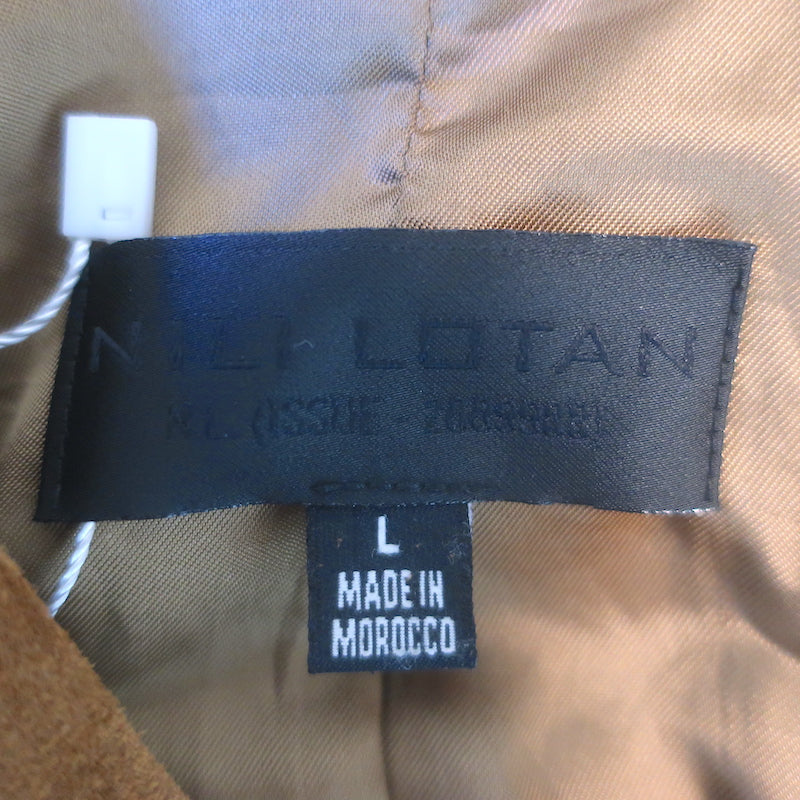 NILI LOTAN
N.L. (ISSUE -
L
MADE IN
MOROCCO